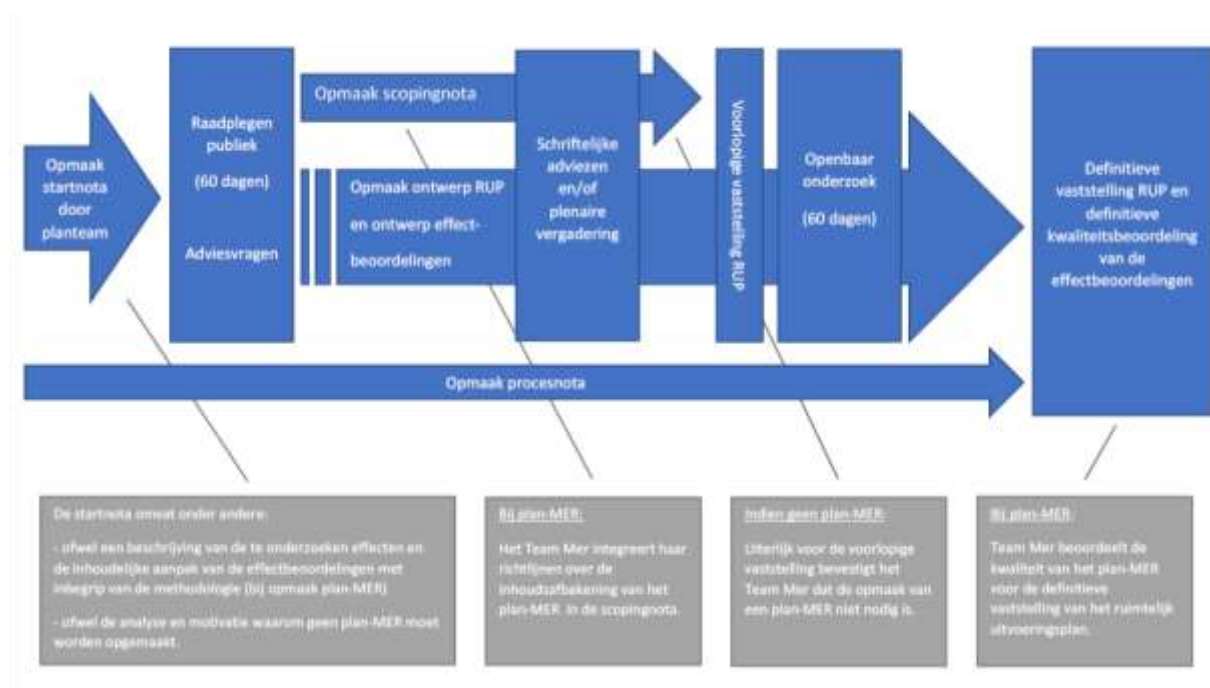 Opmaak
startnota
door
planteam
Raadplegen
publiek
(60 dagen)
Adviesvragen
Opmaak scopingnota
Opmaak ontwerp RUP
en ontwerp effect-
beoordelingen
Schriftelijke
adviezen
en/of
plenaire
vergadering
Voorlopige vaststelling RUP
Openbaar
onderzoek
(60 dagen)
Definitieve
vaststelling RUP en
definitieve
kwaliteitsbeoordeling
van de
effectbeoordelingen
Opmaak procesnota
De startnota omvat onder andere:
- ofwel een beschrijving van de te onderzoeken effecten en
de inhoudelijke aanpak van de effectbeoordelingen met
inbegrip van de methodologie (bij opmaak plan-MER)
- ofwel de analyse en motivatie waarom geen plan-MER moet
worden opgemaakt.
Bij plan-MER:
Het Team Mer integreert haar
richtlijnen over de
inhoudsafbakening van het
plan-MER in de scopingnota.
Indien geen plan-MER:
Uiterlijk voor de voorlopige
vaststelling bevestigt het
Team Mer dat de opmaak van
een plan-MER niet nodig is.
Bij plan-MER:
Team Mer beoordeelt de
kwaliteit van het plan-MER
voor de definitieve
vaststelling van het ruimtelijk
uitvoeringsplan.